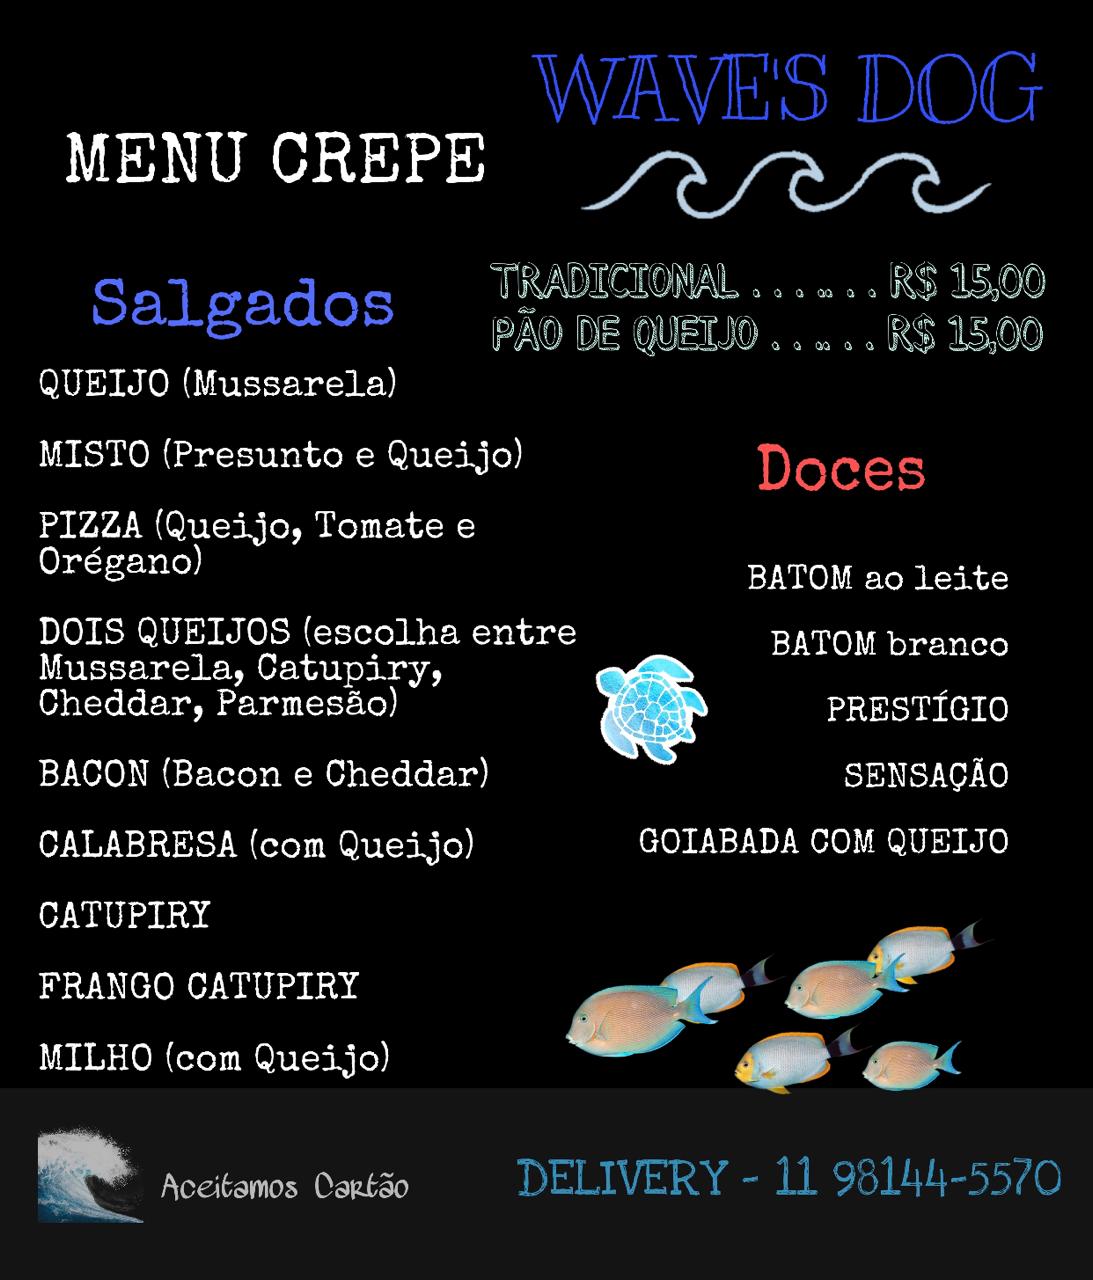 WAVE'S DOG
MENU CREPE
TRADICIONAL . . . . .. . . R$ 15,00
PÃO DE QUEIJO . . .. . . R$ 15,00
Salgados
QUEIJO (Mussarela)
MISTO (Presunto e Queijo)
PIZZA (Queijo, Tomate e
Orégano)
DOIS QUEIJOS (escolha entre
Mussarela, Catupiry,
Cheddar, Parmesão)
BACON (Bacon e Cheddar)
CALABRESA (com Queijo)
CATUPIRY
FRANGO CATUPIRY
MILHO (com Queijo)
Doces
BATOM ao leite
BATOM branco
PRESTÍGIO
SENSAÇÃO
GOIABADA COM QUEIJO
Aceitamos Cartão
DELIVERY - 11 98144-5570